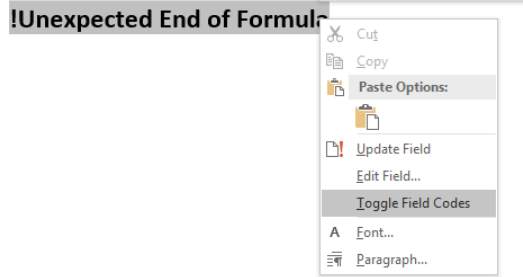 !Unexpected End of Formula
Cut
Copy
Paste Options:
Update Field
Edit Field...
Toggle Field Codes
A Font...
Paragraph...